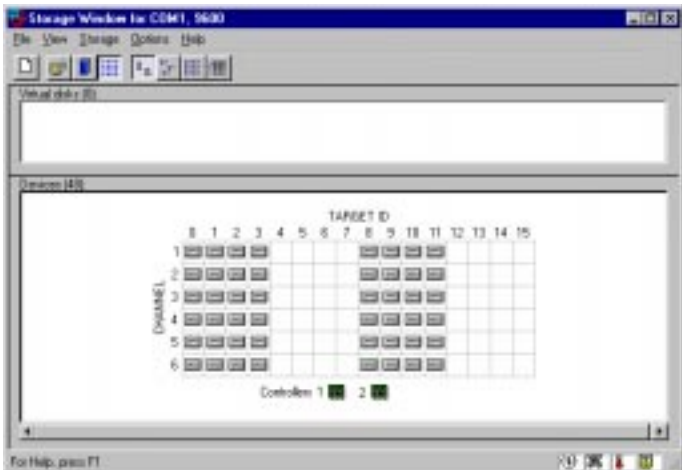 Storage Window for COM1, 9600
File View Storage Options Help
Virtual disks (0):
Devices (48):
TARGET ID
0 1 2 3 4 5 6 7 8 9 10 11 12 13 14 15
CHANNEL
1
2
3
4
5
6
Controllers 1 2
For Help, press F1